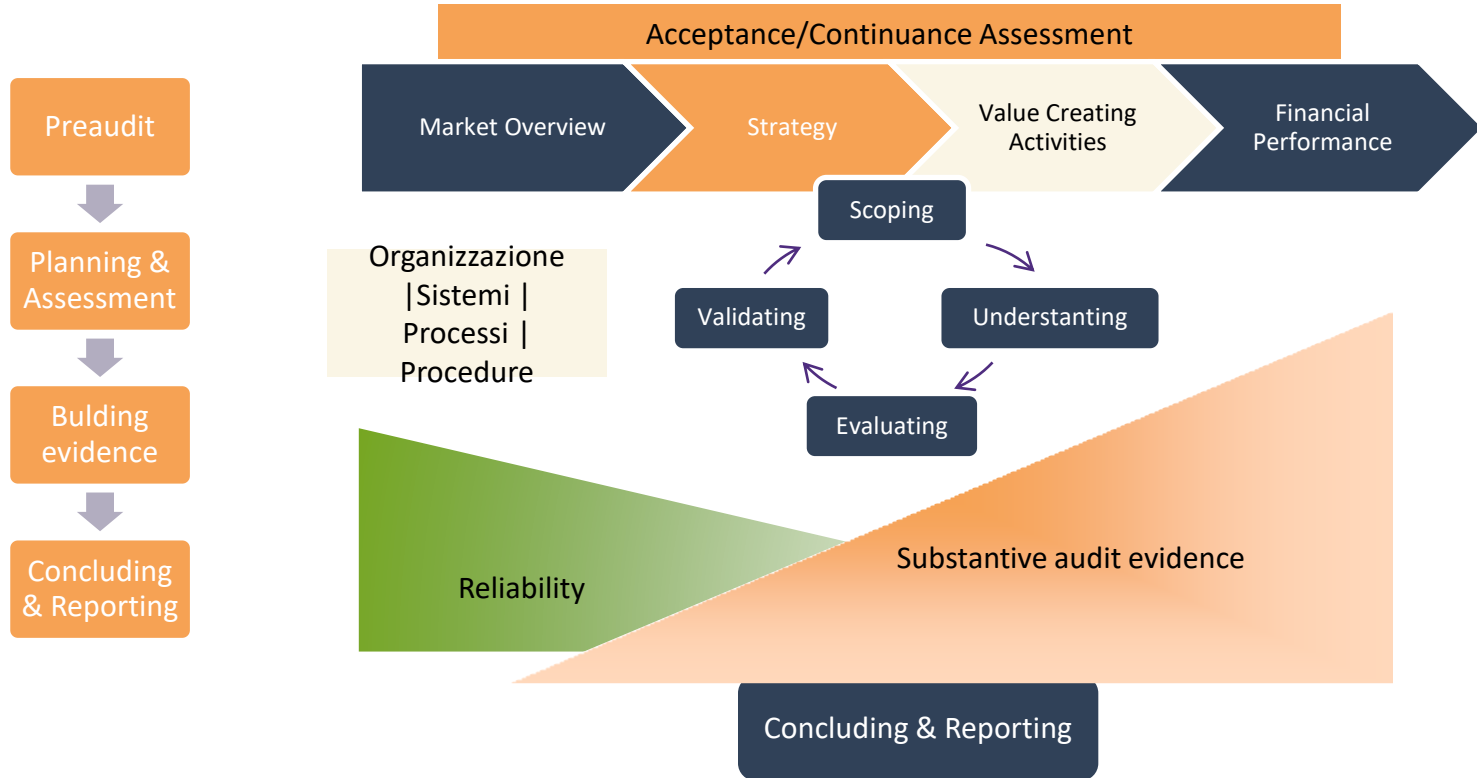 Acceptance/Continuance Assessment
Preaudit
Market Overview
Strategy
Value Creating
Activities
Financial
Performance
Scoping
Planning &
Assessment
Organizzazione
|Sistemi |
Processi |
Procedure
Validating
Understanting
Evaluating
Bulding
evidence
Concluding
& Reporting
Reliability
Substantive audit evidence
Concluding & Reporting